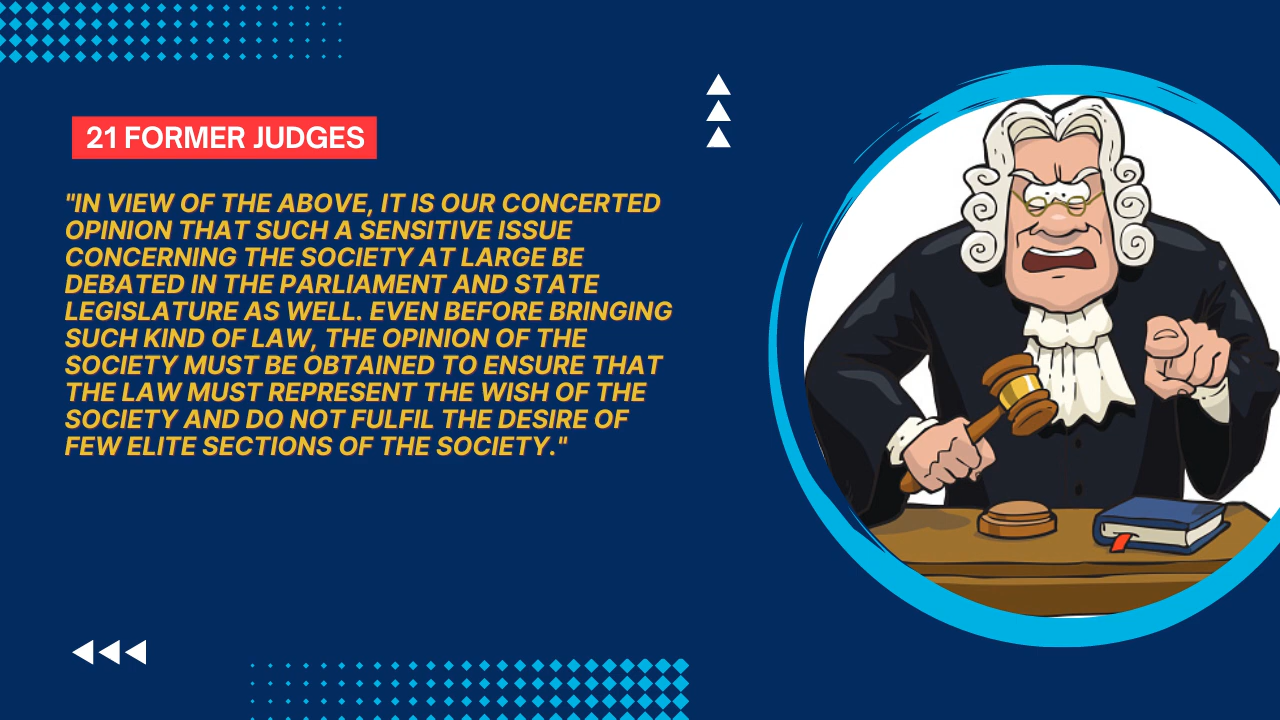 21 FORMER JUDGES
"IN VIEW OF THE ABOVE, IT IS OUR CONCERTED
OPINION THAT SUCH A SENSITIVE ISSUE
CONCERNING THE SOCIETY AT LARGE BE
DEBATED IN THE PARLIAMENT AND STATE
LEGISLATURE AS WELL. EVEN BEFORE BRINGING
SUCH KIND OF LAW, THE OPINION OF THE
SOCIETY MUST BE OBTAINED TO ENSURE THAT
THE LAW MUST REPRESENT THE WISH OF THE
SOCIETY AND DO NOT FULFIL THE DESIRE OF
FEW ELITE SECTIONS OF THE SOCIETY."